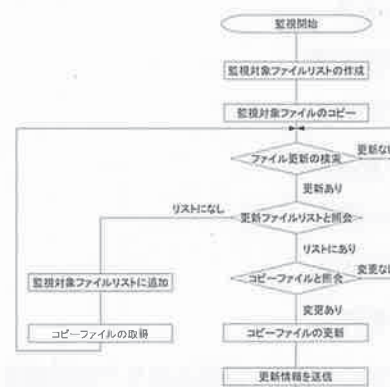 監視開始
監視対象ファイルリストの作成
監視対象ファイルのコピー
ファイル更新の検索
更新な
更新あり
リストになし
更新ファイルリストと照会
リストにあり
監視対象ファイルリストに追加
コピーファイルと照会
変更な
変更あり
コピーファイルの取得
コピーファイルの更新
更新情報を送信